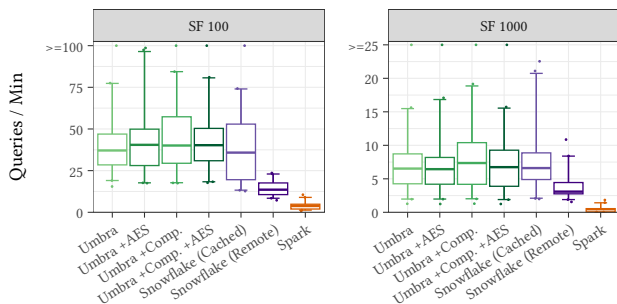 SF 100
SF 1000
Queries / Min
>=100
75
50
25
0
>=25
20
15
10
5
0
Umbra
Umbra +AES
Umbra +Comp.
Umbra +Comp. +AES
Snowflake (Cached)
Snowflake (Remote)
Spark
Umbra
Umbra +AES
Umbra +Comp.
Umbra +Comp. +AES
Snowflake (Cached)
Snowflake (Remote)
Spark